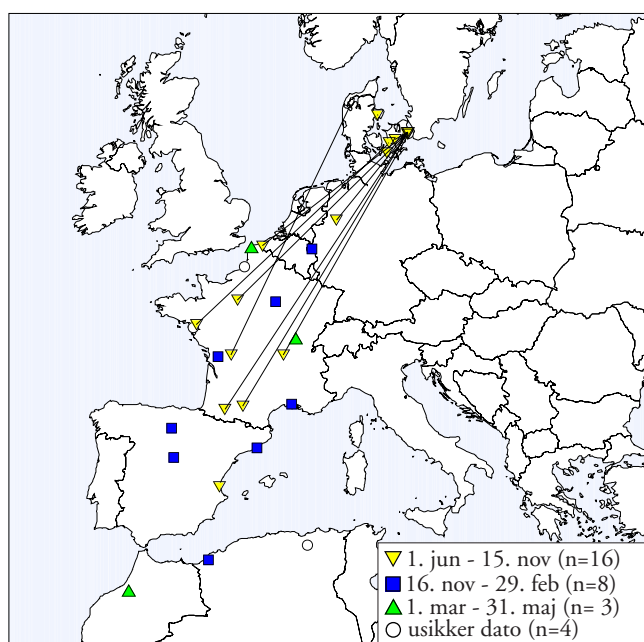 1. jun - 15. nov (n=16)
16. nov - 29. feb (n=8)
1. mar - 31. maj (n= 3)
usikker dato (n=4)